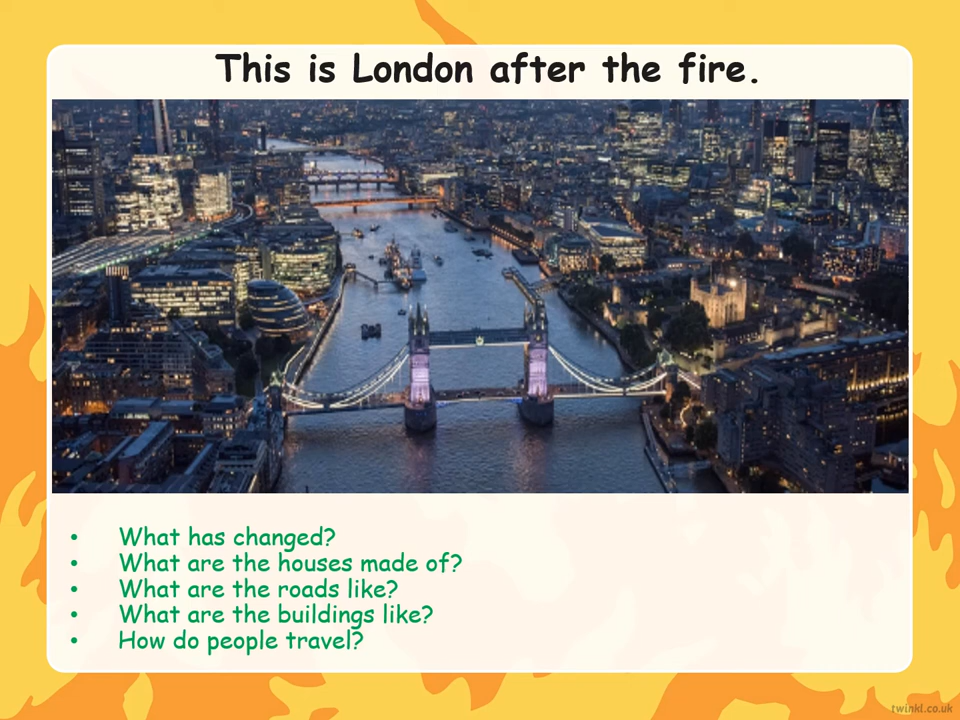 This is London after the fire.
• What has changed?
• What are the houses made of?
• What are the roads like?
• What are the buildings like?
• How do people travel?
twinkl.co.uk